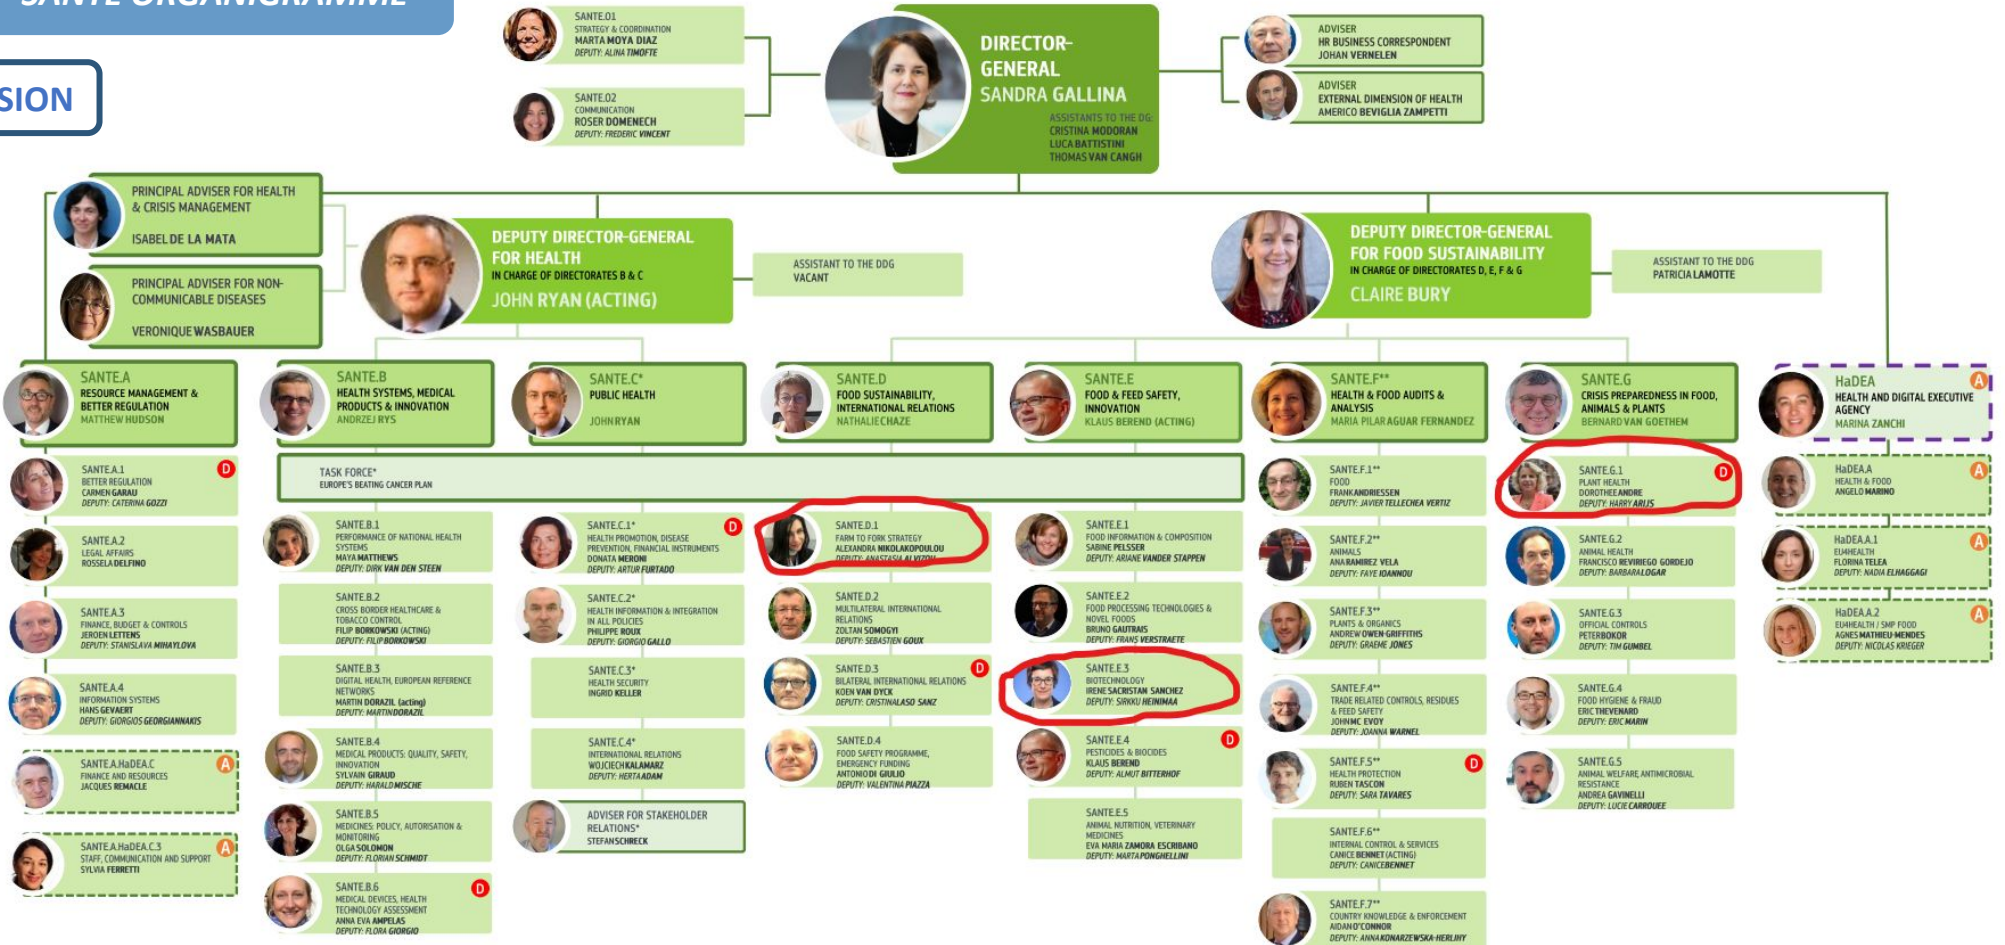 SANTE ORGANIGRAMME
SION
SANTE.01
STRATEGY & COORDINATION
MARTA MOYA DIAZ
DEPUTY: ALINA TIMOFTE
SANTE.02
COMMUNICATION
ROSER DOMENECH
DEPUTY: FREDERIC VINCENT
DIRECTOR-
GENERAL
SANDRA GALLINA
ASSISTANTS TO THE DG:
CRISTINA MODORAN
LUCA BATTISTINI
THOMAS VAN CANGH
ADVISER
HR BUSINESS CORRESPONDENT
JOHAN VERNELEN
ADVISER
EXTERNAL DIMENSION OF HEALTH
AMERICO BEVIGLIA ZAMPETTI
PRINCIPAL ADVISER FOR HEALTH
& CRISIS MANAGEMENT
ISABEL DE LA MATA
PRINCIPAL ADVISER FOR NON-
COMMUNICABLE DISEASES
VERONIQUE WASBAUER
DEPUTY DIRECTOR-GENERAL
FOR HEALTH
IN CHARGE OF DIRECTORATES B & C
JOHN RYAN (ACTING)
ASSISTANT TO THE DDG
VACANT
DEPUTY DIRECTOR-GENERAL
FOR FOOD SUSTAINABILITY
IN CHARGE OF DIRECTORATES D, E, F & G
CLAIRE BURY
ASSISTANT TO THE DDG
PATRICIA LAMOTTE
SANTE.A
RESOURCE MANAGEMENT &
BETTER REGULATION
MATTHEW HUDSON
SANTE.B
HEALTH SYSTEMS, MEDICAL
PRODUCTS & INNOVATION
ANDRZEJ RYS
SANTE.C*
PUBLIC HEALTH
JOHN RYAN
SANTE.D
FOOD SUSTAINABILITY,
INTERNATIONAL RELATIONS
NATHALIE CHAZE
SANTE.E
FOOD & FEED SAFETY,
INNOVATION
KLAUS BEREND (ACTING)
SANTE.F**
HEALTH & FOOD AUDITS &
ANALYSIS
MARIA PILAR AGUAR FERNANDEZ
SANTE.G
CRISIS PREPAREDNESS IN FOOD,
ANIMALS & PLANTS
BERNARD VAN GOETHEM
HaDEA
A
HEALTH AND DIGITAL EXECUTIVE
AGENCY
MARINA ZANCHI
TASK FORCE*
EUROPE'S BEATING CANCER PLAN
SANTE.A.1
D
BETTER REGULATION
CARMEN GARAU
DEPUTY: CATERINA GOZZI
SANTE.A.2
LEGAL AFFAIRS
ROSSELA DELFINO
SANTE.A.3
FINANCE, BUDGET & CONTROLS
JEROEN LETTENS
DEPUTY: STANISLAVA MIHAYLOVA
SANTE.A.4
INFORMATION SYSTEMS
HANS GEVAERT
DEPUTY: GIORGIOS GEORGIANNAKIS
SANTE.A.HaDEA.C
A
FINANCE AND RESOURCES
JACQUES REMACLE
SANTE.A.HaDEA.C.3
A
STAFF, COMMUNICATION AND SUPPORT
SYLVIA FERRETTI
SANTE.B.1
PERFORMANCE OF NATIONAL HEALTH
SYSTEMS
MAYA MATTHEWS
DEPUTY: DIRK VAN DEN STEEN
SANTE.B.2
CROSS BORDER HEALTHCARE &
TOBACCO CONTROL
FILIP BORKOWSKI (ACTING)
DEPUTY: FILIP BORKOWSKI
SANTE.B.3
DIGITAL HEALTH, EUROPEAN REFERENCE
NETWORKS
MARTIN DORAZIL (acting)
DEPUTY: MARTIN DORAZIL
SANTE.B.4
MEDICAL PRODUCTS: QUALITY, SAFETY,
INNOVATION
SYLVAIN GIRAUD
DEPUTY: HARALD MISCHE
SANTE.B.5
MEDICINES: POLICY, AUTORISATION &
MONITORING
OLGA SOLOMON
DEPUTY: FLORIAN SCHMIDT
SANTE.B.6
D
MEDICAL DEVICES, HEALTH
TECHNOLOGY ASSESSMENT
ANNA EVA AMPELAS
DEPUTY: FLORA GIORGIO
SANTE.C.1*
D
HEALTH PROMOTION, DISEASE
PREVENTION, FINANCIAL INSTRUMENTS
DONATA MERONI
DEPUTY: ARTUR FURTADO
SANTE.C.2*
HEALTH INFORMATION & INTEGRATION
IN ALL POLICIES
PHILIPPE ROUX
DEPUTY: GIORGIO GALLO
SANTE.C.3*
HEALTH SECURITY
INGRID KELLER
SANTE.C.4*
INTERNATIONAL RELATIONS
WOJCIECH KALAMARZ
DEPUTY: HERTA ADAM
ADVISER FOR STAKEHOLDER
RELATIONS*
STEFAN SCHRECK
SANTE.D.1
FARM TO FORK STRATEGY
ALEXANDRA NIKOLAKOPOULOU
DEPUTY: ANASTASIA ALVIZOU
SANTE.D.2
MULTILATERAL INTERNATIONAL
RELATIONS
ZOLTAN SOMOGYI
DEPUTY: SEBASTIEN GOUX
SANTE.D.3
D
BILATERAL INTERNATIONAL RELATIONS
KOEN VAN DYCK
DEPUTY: CRISTINA LASO SANZ
SANTE.D.4
FOOD SAFETY PROGRAMME,
EMERGENCY FUNDING
ANTONIO DI GIULIO
DEPUTY: VALENTINA PIAZZA
SANTE.E.1
FOOD INFORMATION & COMPOSITION
SABINE PELSSER
DEPUTY: ARIANE VANDER STAPPEN
SANTE.E.2
FOOD PROCESSING TECHNOLOGIES &
NOVEL FOODS
BRUNO GAUTRAIS
DEPUTY: FRANS VERSTRAETE
SANTE.E.3
BIOTECHNOLOGY
IRENE SACRISTAN SANCHEZ
DEPUTY: SIRKKU HEINIMAA
SANTE.E.4
D
PESTICIDES & BIOCIDES
KLAUS BEREND
DEPUTY: ALMUT BITTERHOF
SANTE.E.5
ANIMAL NUTRITION, VETERINARY
MEDICINES
EVA MARIA ZAMORA ESCRIBANO
DEPUTY: MARTA PONGHELLINI
SANTE.F.1**
FOOD
FRANK ANDRIESSEN
DEPUTY: JAVIER TELLECHEA VERTIZ
SANTE.F.2**
ANIMALS
ANA RAMIREZ VELA
DEPUTY: FAYE IOANNOU
SANTE.F.3**
PLANTS & ORGANICS
ANDREW OWEN-GRIFFITHS
DEPUTY: GRAEME JONES
SANTE.F.4**
TRADE RELATED CONTROLS, RESIDUES
& FEED SAFETY
JOHN MC EVOY
DEPUTY: JOANNA WARNEL
SANTE.F.5**
D
HEALTH PROTECTION
RUBEN TASCON
DEPUTY: SARA TAVARES
SANTE.F.6**
INTERNAL CONTROL & SERVICES
CANICE BENNET (ACTING)
DEPUTY: CANICE BENNET
SANTE.F.7**
COUNTRY KNOWLEDGE & ENFORCEMENT
AIDAN O'CONNOR
DEPUTY: ANNA KONARZEWSKA-HERLIHY
SANTE.G.1
D
PLANT HEALTH
DOROTHEE ANDRE
DEPUTY: HARRY ARIJS
SANTE.G.2
ANIMAL HEALTH
FRANCISCO REVIRIEGO GORDEJO
DEPUTY: BARBARA LOGAR
SANTE.G.3
OFFICIAL CONTROLS
PETER BOKOR
DEPUTY: TIM GUMBEL
SANTE.G.4
FOOD HYGIENE & FRAUD
ERIC THEVENARD
DEPUTY: ERIC MARIN
SANTE.G.5
ANIMAL WELFARE, ANTIMICROBIAL
RESISTANCE
ANDREA GAVINELLI
DEPUTY: LUCIE CARROUEE
HaDEA.A
A
HEALTH & FOOD
ANGELO MARINO
HaDEA.A.1
A
EU4HEALTH
FLORINA TELEA
DEPUTY: NADIA ELHAGGAGI
HaDEA.A.2
A
EU4HEALTH / SMP FOOD
AGNES MATHIEU-MENDES
DEPUTY: NICOLAS KRIEGER